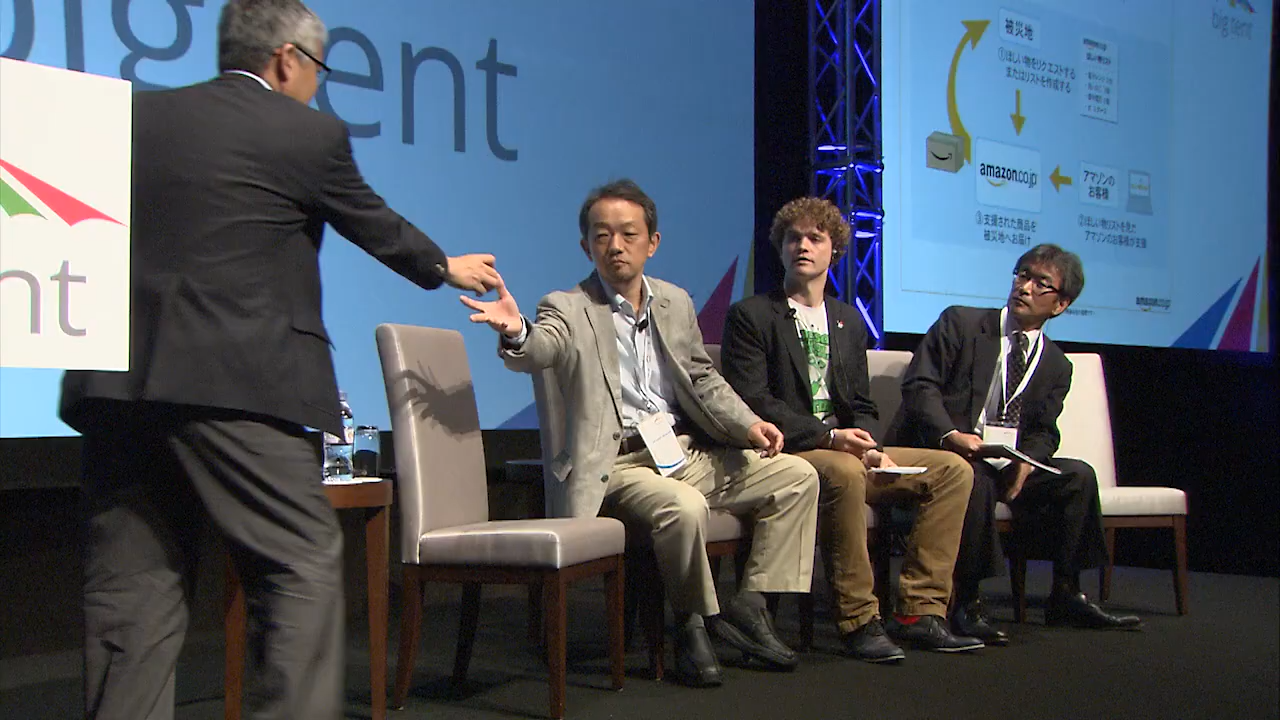 big tent
nt
big tent
被災地
①ほしい物をリクエストする
またはリストを作成する
amazon.co.jp
アマゾンの
お客様
③支援された商品を
被災地へお届け
②ほしい物リストを見た
アマゾンのお客様が支援
amazon.co.jp